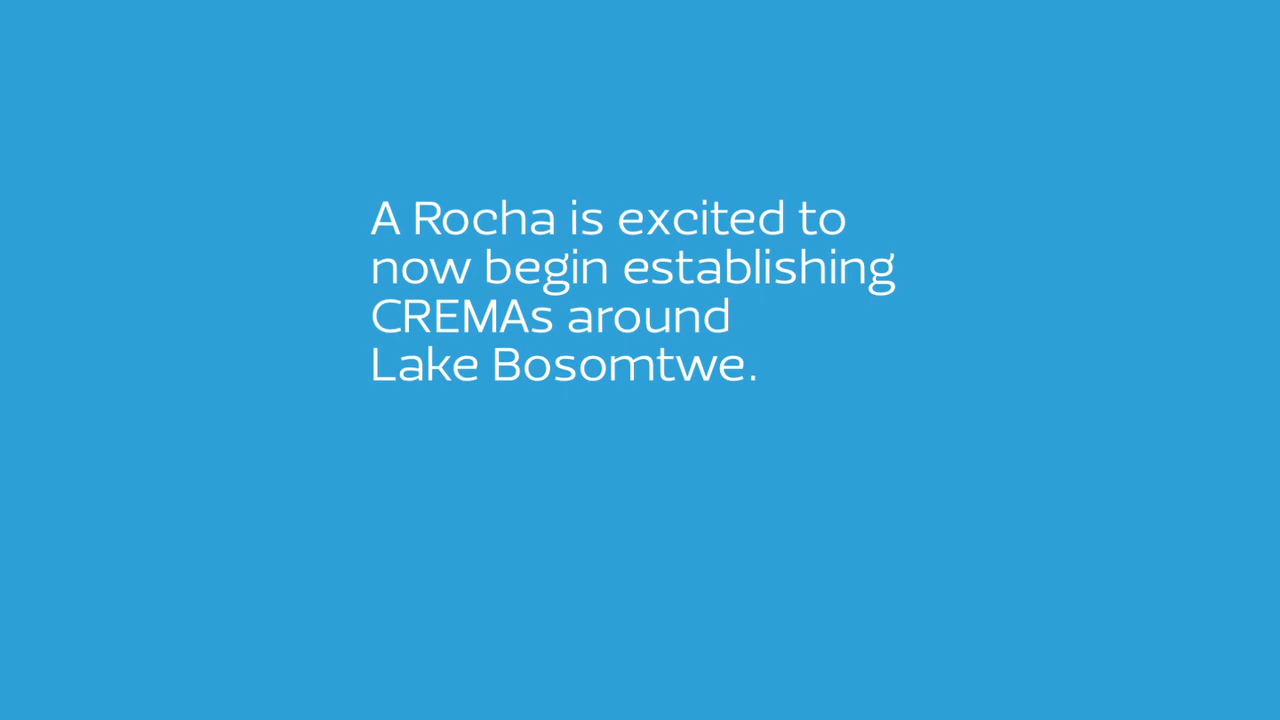 A Rocha is excited to
now begin establishing
CREMAs around
Lake Bosomtwe.